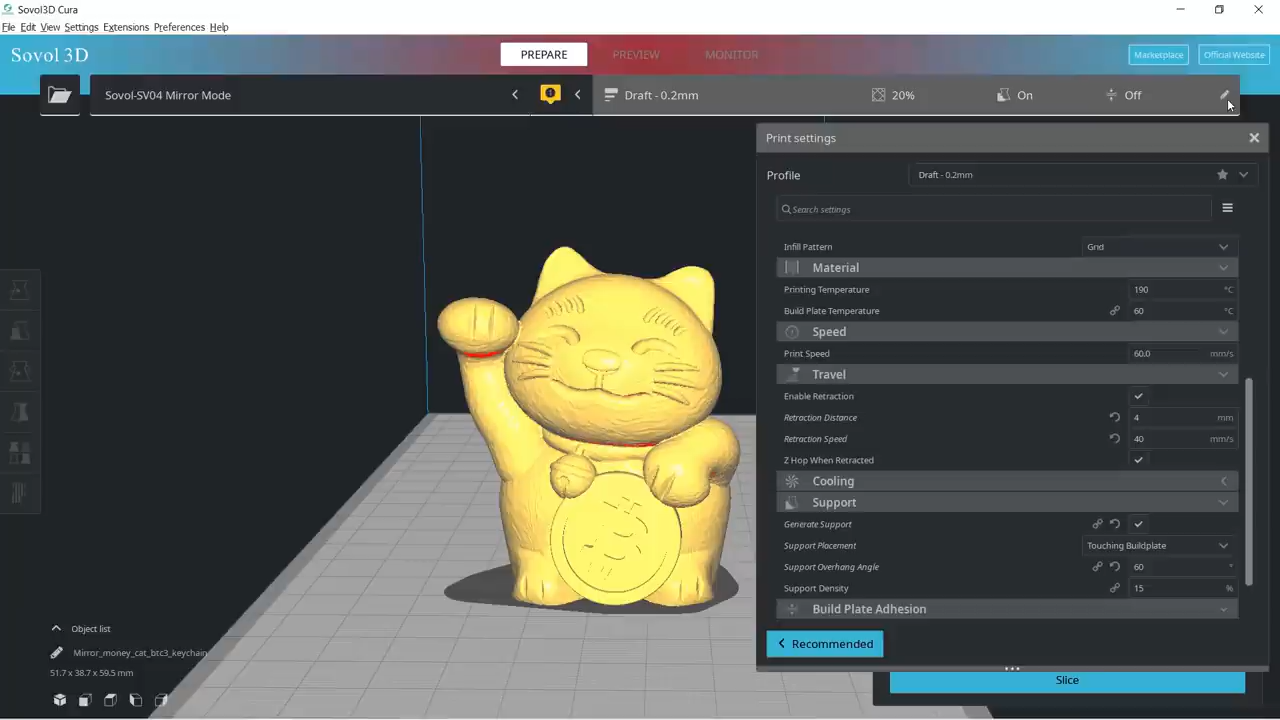 Sovol3D Cura
File Edit View Settings Extensions Preferences Help
Sovol 3D
PREPARE
PREVIEW
MONITOR
Marketplace
Official Website
Sovol-SV04 Mirror Mode
Draft - 0.2mm
20%
On
Off
Print settings
Profile
Draft - 0.2mm
Search settings
Infill Pattern
Grid
Material
Printing Temperature
190 °C
Build Plate Temperature
60 °C
Speed
Print Speed
60.0 mm/s
Travel
Enable Retraction
Retraction Distance
4 mm
Retraction Speed
40 mm/s
Z Hop When Retracted
Cooling
Support
Generate Support
Support Placement
Touching Buildplate
Support Overhang Angle
60 °
Support Density
15 %
Build Plate Adhesion
Recommended
Slice
Object list
Mirror_money_cat_btc3_keychain
51.7 x 38.7 x 59.5 mm